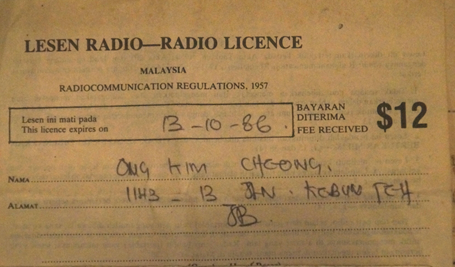 LESEN RADIO—RADIO LICENCE
MALAYSIA
RADIOCOMMUNICATION REGULATIONS, 1957
Lesen ini mati pada
This licence expires on
13-10-86.
BAYARAN
DITERIMA
FEE RECEIVED
$12
NAMA ONG KIM CHEONG.
ALAMAT 1143 - 13 JLN. KEBUN TEH
JB.